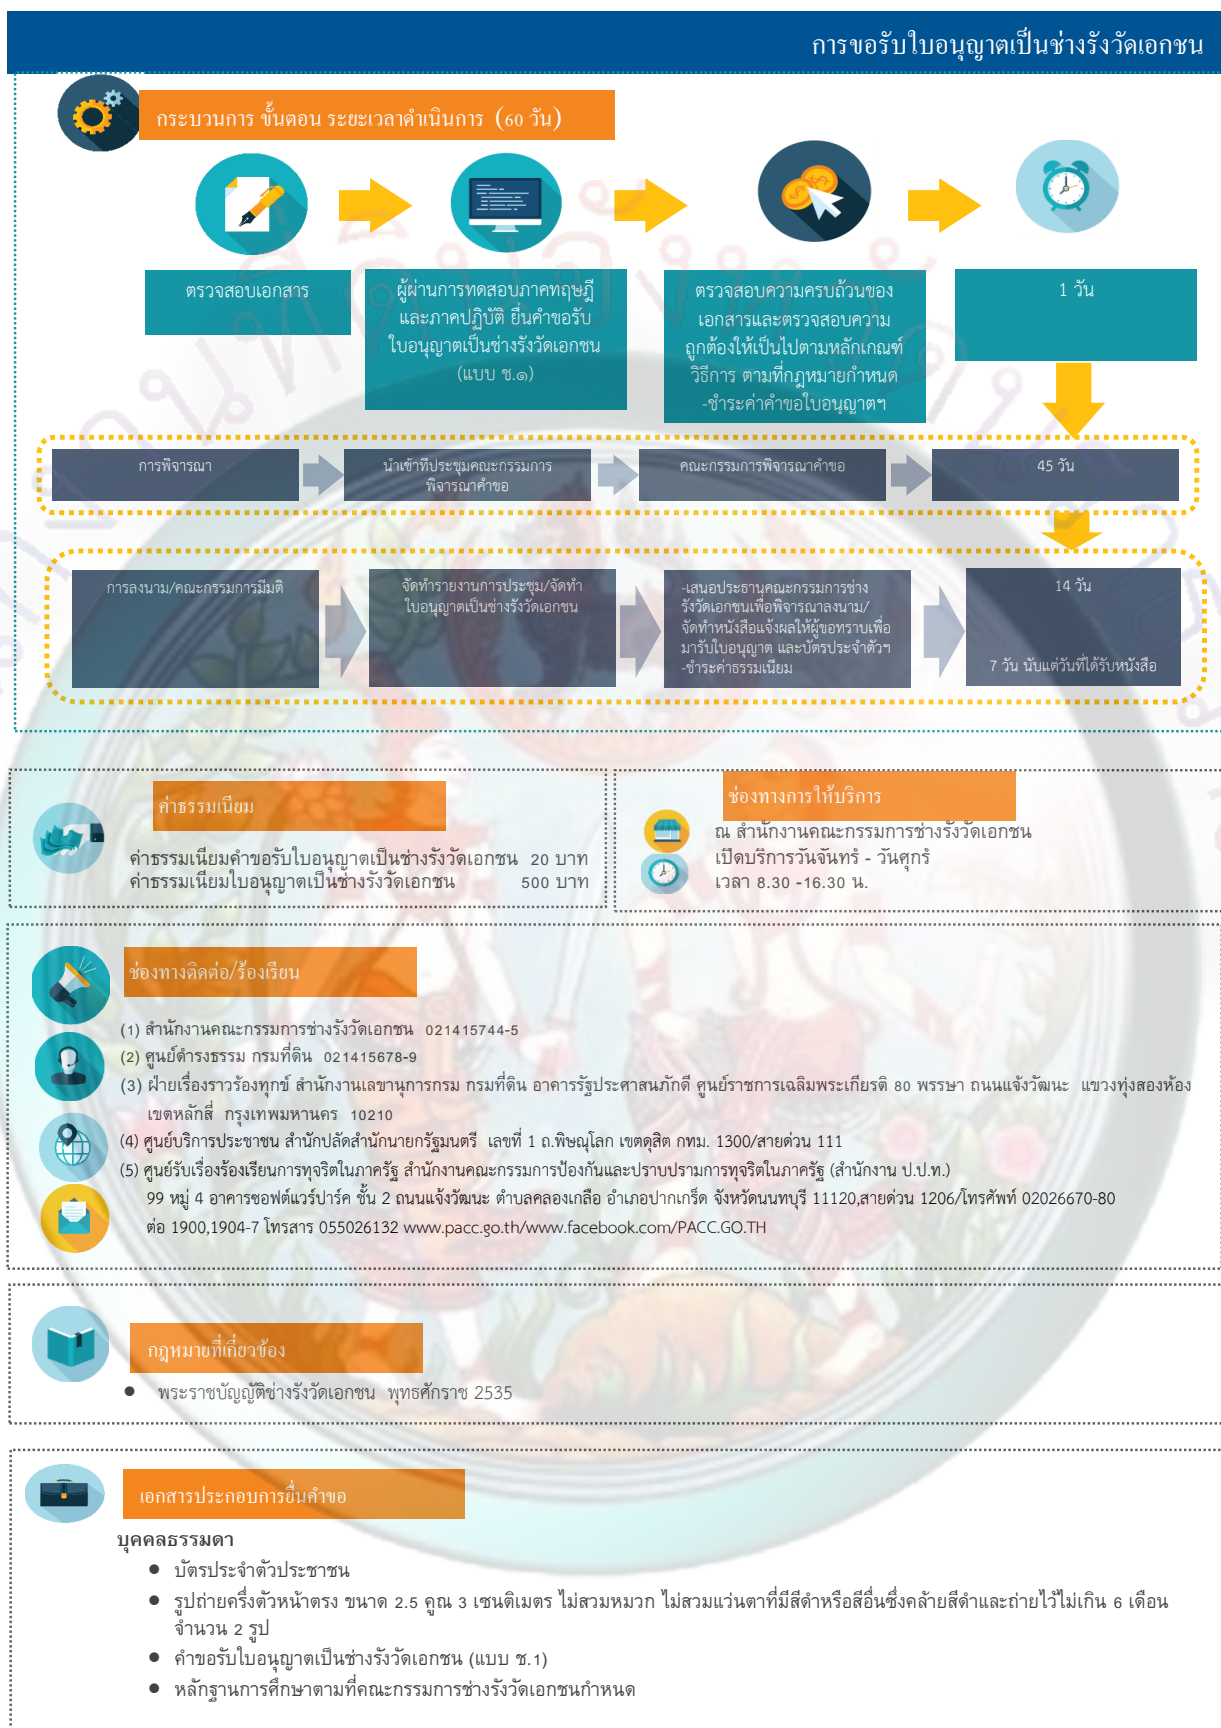 การขอรับใบอนุญาตเป็นช่างรังวัดเอกชน
กระบวนการ ขั้นตอน ระยะเวลาดำเนินการ (60 วัน)
ตรวจสอบเอกสาร
ผู้ผ่านการทดสอบภาคทฤษฎี
และภาคปฏิบัติ ยื่นคำขอรับ
ใบอนุญาตเป็นช่างรังวัดเอกชน
(แบบ ช.๑)
ตรวจสอบความครบถ้วนของ
เอกสารและตรวจสอบความ
ถูกต้องให้เป็นไปตามหลักเกณฑ์
วิธีการ ตามที่กฎหมายกำหนด
-ชำระค่าคำขอใบอนุญาตฯ
1 วัน
การพิจารณา
นำเข้าที่ประชุมคณะกรรมการ
พิจารณาคำขอ
คณะกรรมการพิจารณาคำขอ
45 วัน
การลงนาม/คณะกรรมการมีมติ
จัดทำรายงานการประชุม/จัดทำ
ใบอนุญาตเป็นช่างรังวัดเอกชน
-เสนอประธานคณะกรรมการช่าง
รังวัดเอกชนเพื่อพิจารณาลงนาม/
จัดทำหนังสือแจ้งผลให้ผู้ขอทราบเพื่อ
มารับใบอนุญาต และบัตรประจำตัวฯ
-ชำระค่าธรรมเนียม
14 วัน
7 วัน นับแต่วันที่ได้รับหนังสือ
ค่าธรรมเนียม
ค่าธรรมเนียมคำขอรับใบอนุญาตเป็นช่างรังวัดเอกชน 20 บาท
ค่าธรรมเนียมใบอนุญาตเป็นช่างรังวัดเอกชน 500 บาท
ช่องทางการให้บริการ
ณ สำนักงานคณะกรรมการช่างรังวัดเอกชน
เปิดบริการวันจันทร์ - วันศุกร์
เวลา 8.30 -16.30 น.
ช่องทางติดต่อ/ร้องเรียน
(1) สำนักงานคณะกรรมการช่างรังวัดเอกชน 021415744-5
(2) ศูนย์ดำรงธรรม กรมที่ดิน 021415678-9
(3) ฝ่ายเรื่องราวร้องทุกข์ สำนักงานเลขานุการกรม กรมที่ดิน อาคารรัฐประศาสนภักดี ศูนย์ราชการเฉลิมพระเกียรติ 80 พรรษา ถนนแจ้งวัฒนะ แขวงทุ่งสองห้อง
เขตหลักสี่ กรุงเทพมหานคร 10210
(4) ศูนย์บริการประชาชน สำนักปลัดสำนักนายกรัฐมนตรี เลขที่ 1 ถ.พิษณุโลก เขตดุสิต กทม. 1300/สายด่วน 111
(5) ศูนย์รับเรื่องร้องเรียนการทุจริตในภาครัฐ สำนักงานคณะกรรมการป้องกันและปราบปรามการทุจริตในภาครัฐ (สำนักงาน ป.ป.ท.)
99 หมู่ 4 อาคารซอฟต์แวร์ปาร์ค ชั้น 2 ถนนแจ้งวัฒนะ ตำบลคลองเกลือ อำเภอปากเกร็ด จังหวัดนนทบุรี 11120,สายด่วน 1206/โทรศัพท์ 02026670-80
ต่อ 1900,1904-7 โทรสาร 055026132 www.pacc.go.th/www.facebook.com/PACC.GO.TH
กฎหมายที่เกี่ยวข้อง
● พระราชบัญญัติช่างรังวัดเอกชน พุทธศักราช 2535
เอกสารประกอบการยื่นคำขอ
บุคคลธรรมดา
● บัตรประจำตัวประชาชน
● รูปถ่ายครึ่งตัวหน้าตรง ขนาด 2.5 คูณ 3 เซนติเมตร ไม่สวมหมวก ไม่สวมแว่นตาที่มีสีดำหรือสีอื่นซึ่งคล้ายสีดำและถ่ายไว้ไม่เกิน 6 เดือน
จำนวน 2 รูป
● คำขอรับใบอนุญาตเป็นช่างรังวัดเอกชน (แบบ ช.1)
● หลักฐานการศึกษาตามที่คณะกรรมการช่างรังวัดเอกชนกำหนด